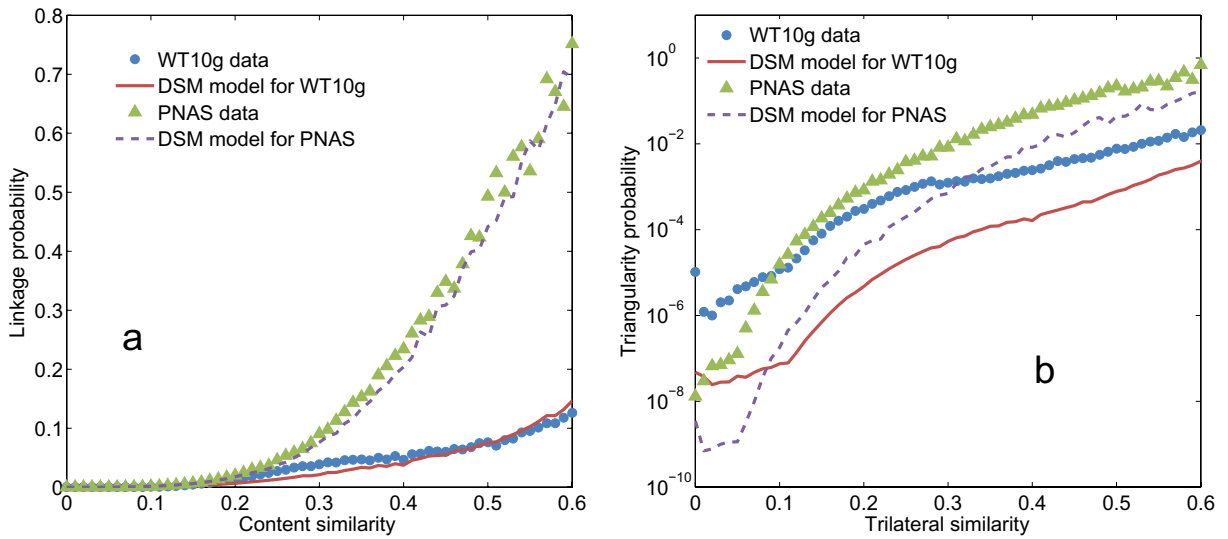 0.8
0.7
0.6
0.5
0.4
0.3
0.2
0.1
0
Linkage probability
WT10g data
DSM model for WT10g
PNAS data
DSM model for PNAS
a
0 0.1 0.2 0.3 0.4 0.5 0.6
Content similarity
10^0
10^−2
10^−4
10^−6
10^−8
10^−10
Triangularity probability
WT10g data
DSM model for WT10g
PNAS data
DSM model for PNAS
b
0 0.1 0.2 0.3 0.4 0.5 0.6
Trilateral similarity